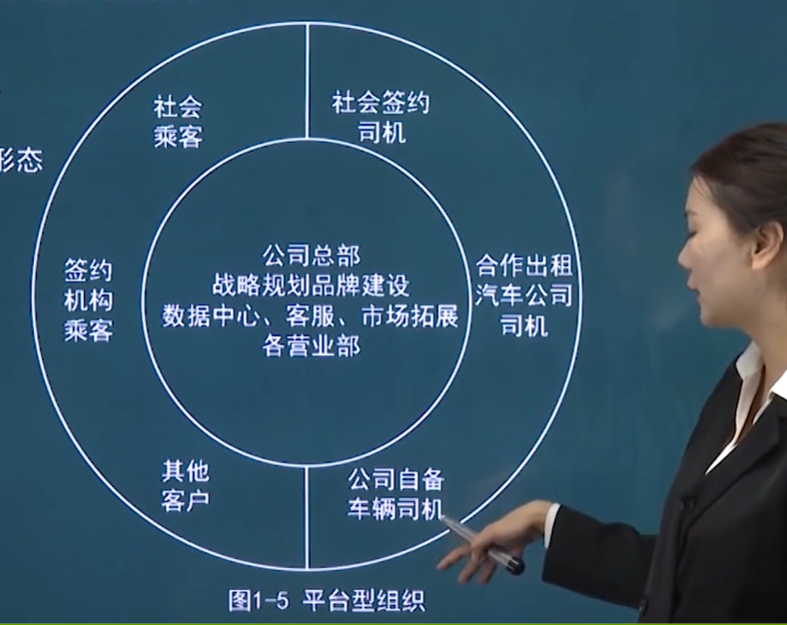 形态
社会
乘客
社会签约
司机
签约
机构
乘客
公司总部
战略规划品牌建设
数据中心、客服、市场拓展
各营业部
合作出租
汽车公司
司机
其他
客户
公司自备
车辆司机
图1-5 平台型组织